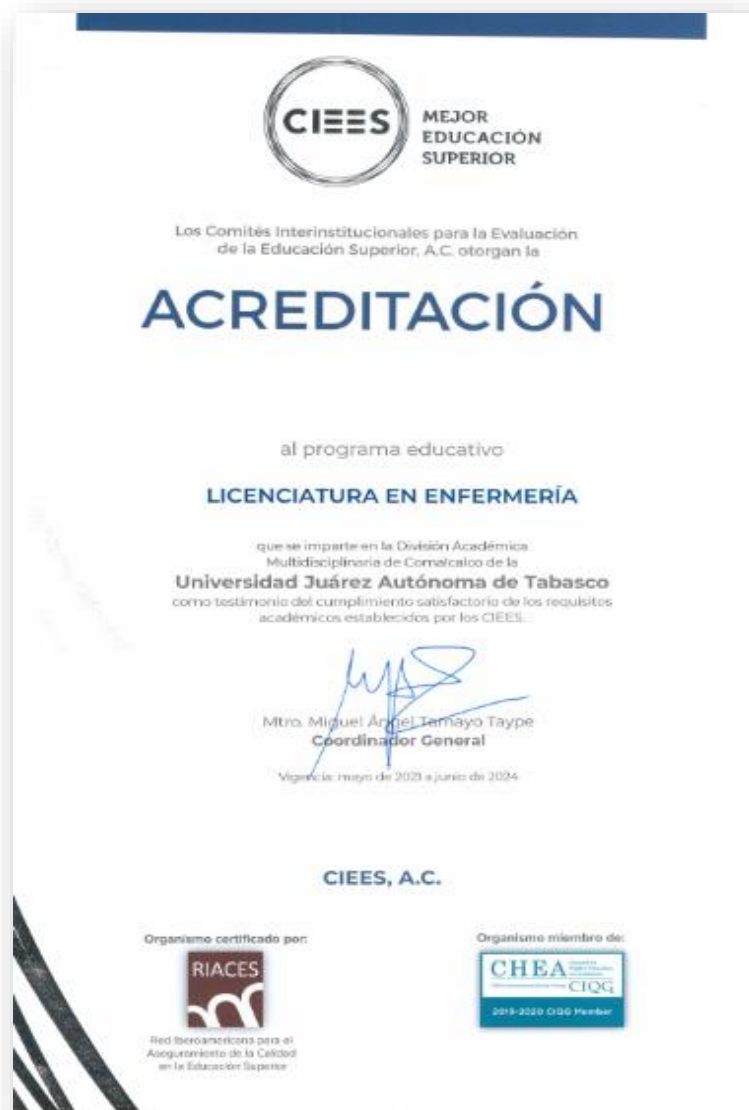 CIEES
MEJOR
EDUCACIÓN
SUPERIOR
Los Comités Interinstitucionales para la Evaluación
de la Educación Superior, A.C. otorgan la
ACREDITACIÓN
al programa educativo
LICENCIATURA EN ENFERMERÍA
que se imparte en la División Académica
Multidisciplinaria de Comalcalco de la
Universidad Juárez Autónoma de Tabasco
como testimonio del cumplimiento satisfactorio de los requisitos
académicos establecidos por los CIEES.
Mtro. Miguel Ángel Tamayo Taype
Coordinador General
Vigencia: mayo de 2021 a junio de 2024
CIEES, A.C.
Organismo certificado por:
RIACES
Red Iberoamericana para el
Aseguramiento de la Calidad
en la Educación Superior
Organismo miembro de:
CHEA
CIQG
2019-2020 CIQG Member